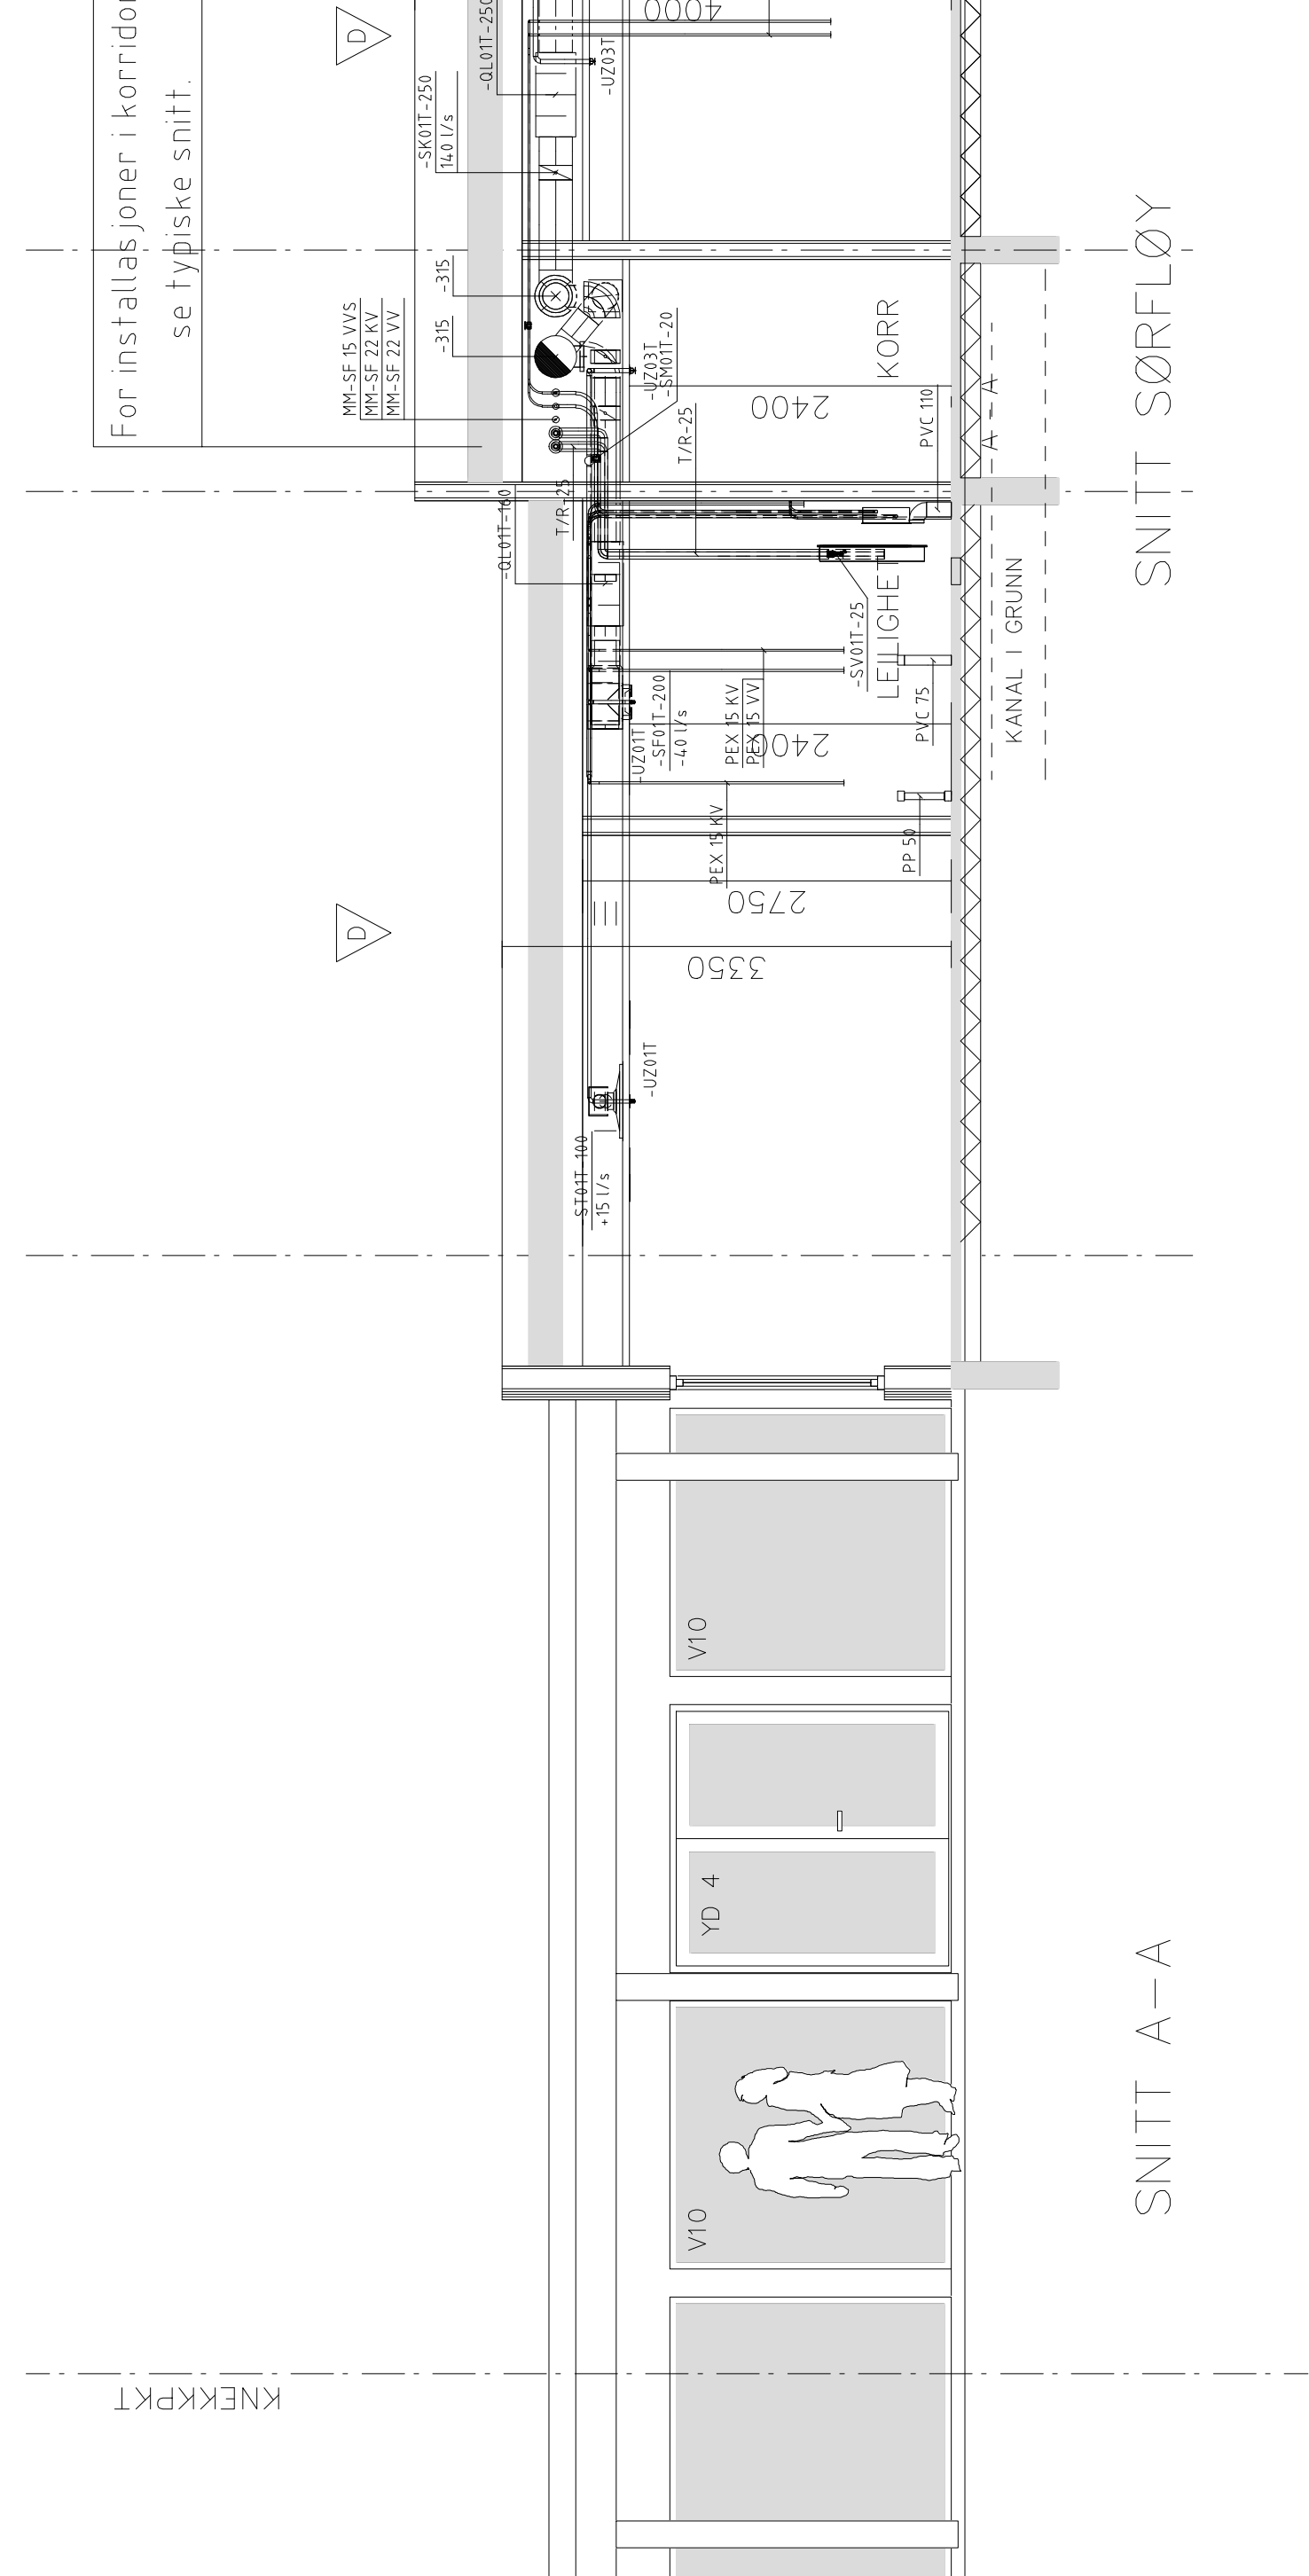 For installasjoner i korridor
se typiske snitt.
D
-QL01T-250
-SK01T-250
140 l/s
-UZ03T
4000
-315
-315
MM-SF 15 VVS
MM-SF 22 KV
MM-SF 22 VV
-UZ03T
-SM01T-20
KORR
2400
T/R-25
PVC 110
A - A
-QL01T-160
T/R-25
LEILIGHET
-SV01T-25
KANAL I GRUNN
-UZ01T
-SF01T-200
-40 l/s
PEX 15 KV
PEX 15 VV
2400
PVC 75
PEX 15 KV
PP 50
2750
D
3350
-UZ01T
ST01T-100
+15 l/s
SNITT SØRFLØY
V10
YD 4
V10
SNITT A-A
KNEKKPKT